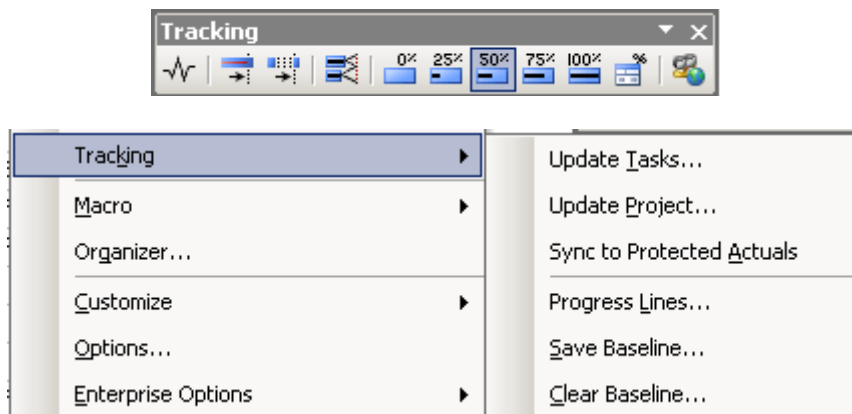 Tracking
0% 25% 50% 75% 100% %
Tracking
Macro
Organizer...
Customize
Options...
Enterprise Options
Update Tasks...
Update Project...
Sync to Protected Actuals
Progress Lines...
Save Baseline...
Clear Baseline...